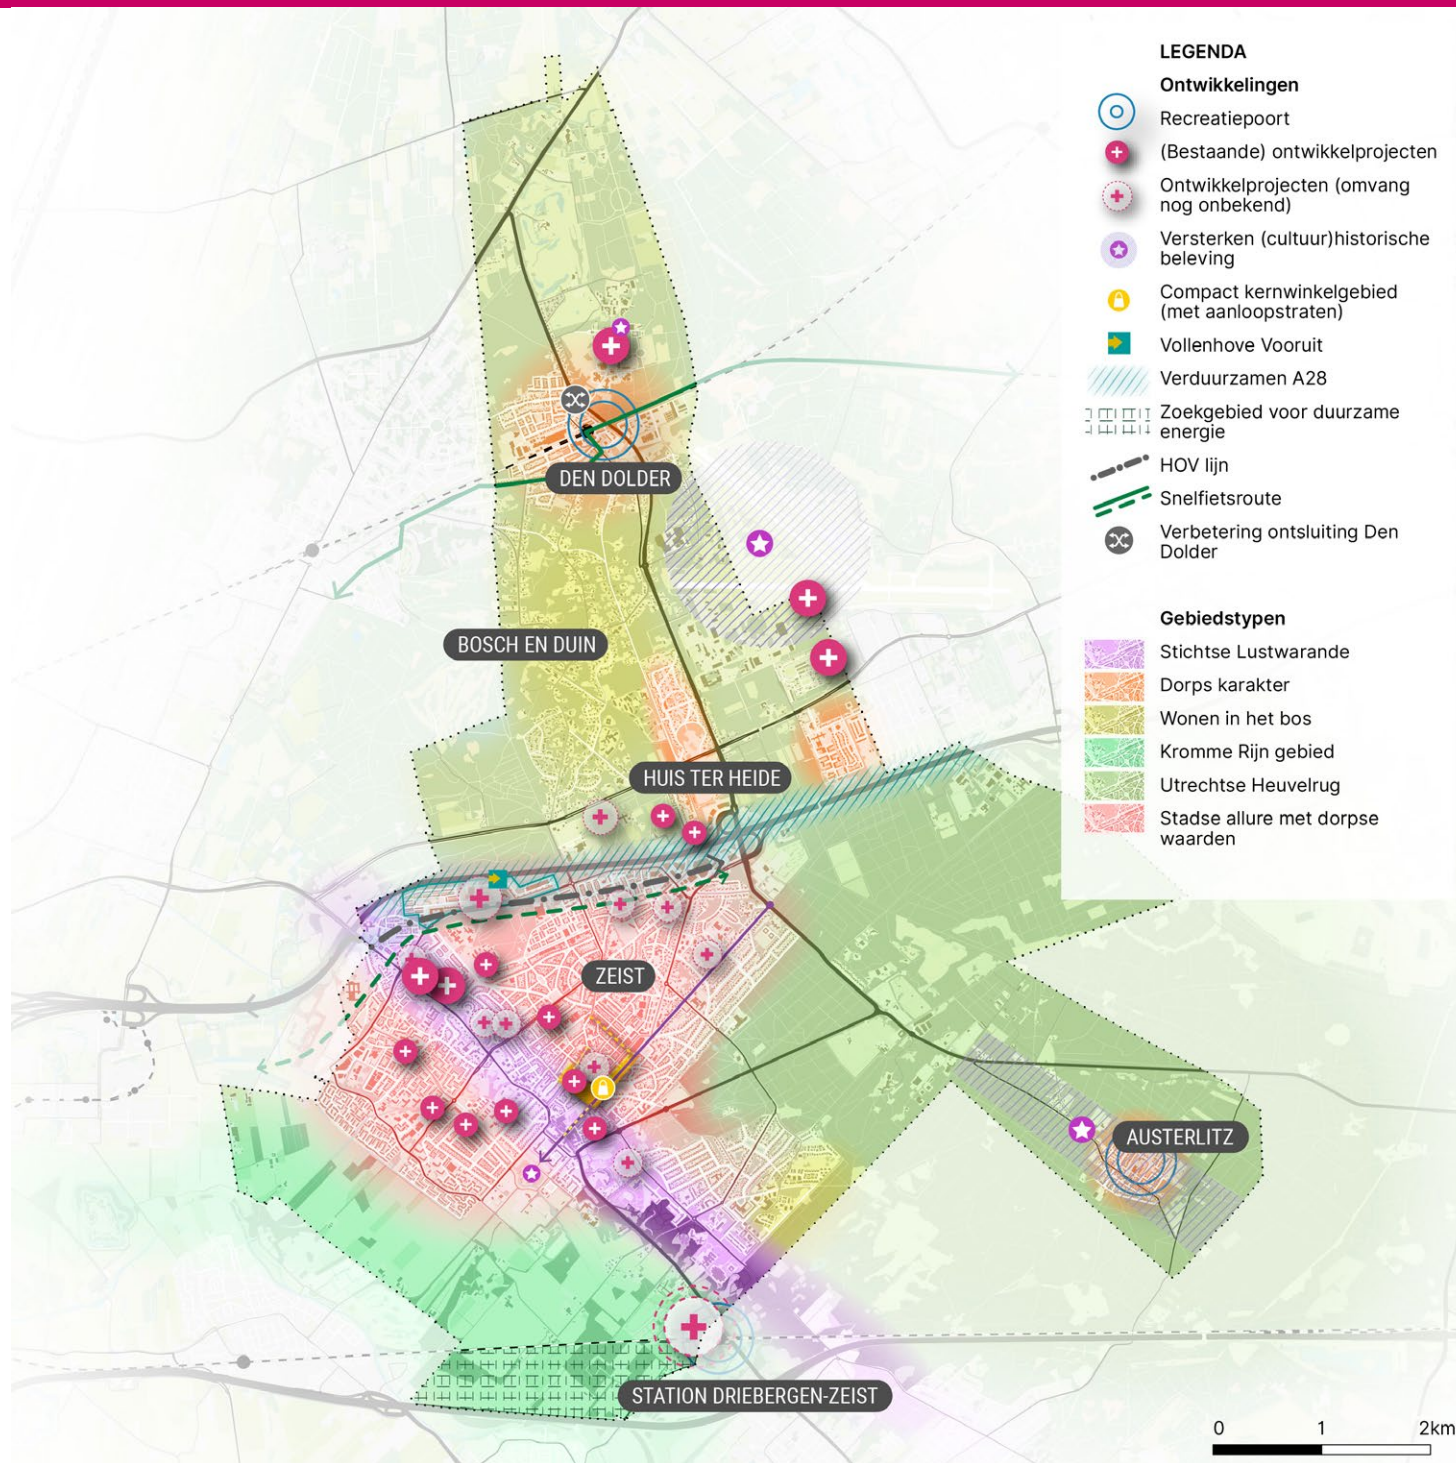 LEGENDA
Ontwikkelingen
Recreatiepoort
(Bestaande) ontwikkelprojecten
Ontwikkelprojecten (omvang
nog onbekend)
Versterken (cultuur)historische
beleving
Compact kernwinkelgebied
(met aanloopstraten)
Vollenhove Vooruit
Verduurzamen A28
Zoekgebied voor duurzame
energie
HOV lijn
Snelfietsroute
Verbetering ontsluiting Den
Dolder
Gebiedstypen
Stichtse Lustwarande
Dorps karakter
Wonen in het bos
Kromme Rijn gebied
Utrechtse Heuvelrug
Stadse allure met dorpse
waarden
DEN DOLDER
BOSCH EN DUIN
HUIS TER HEIDE
ZEIST
AUSTERLITZ
STATION DRIEBERGEN-ZEIST
0 1 2km